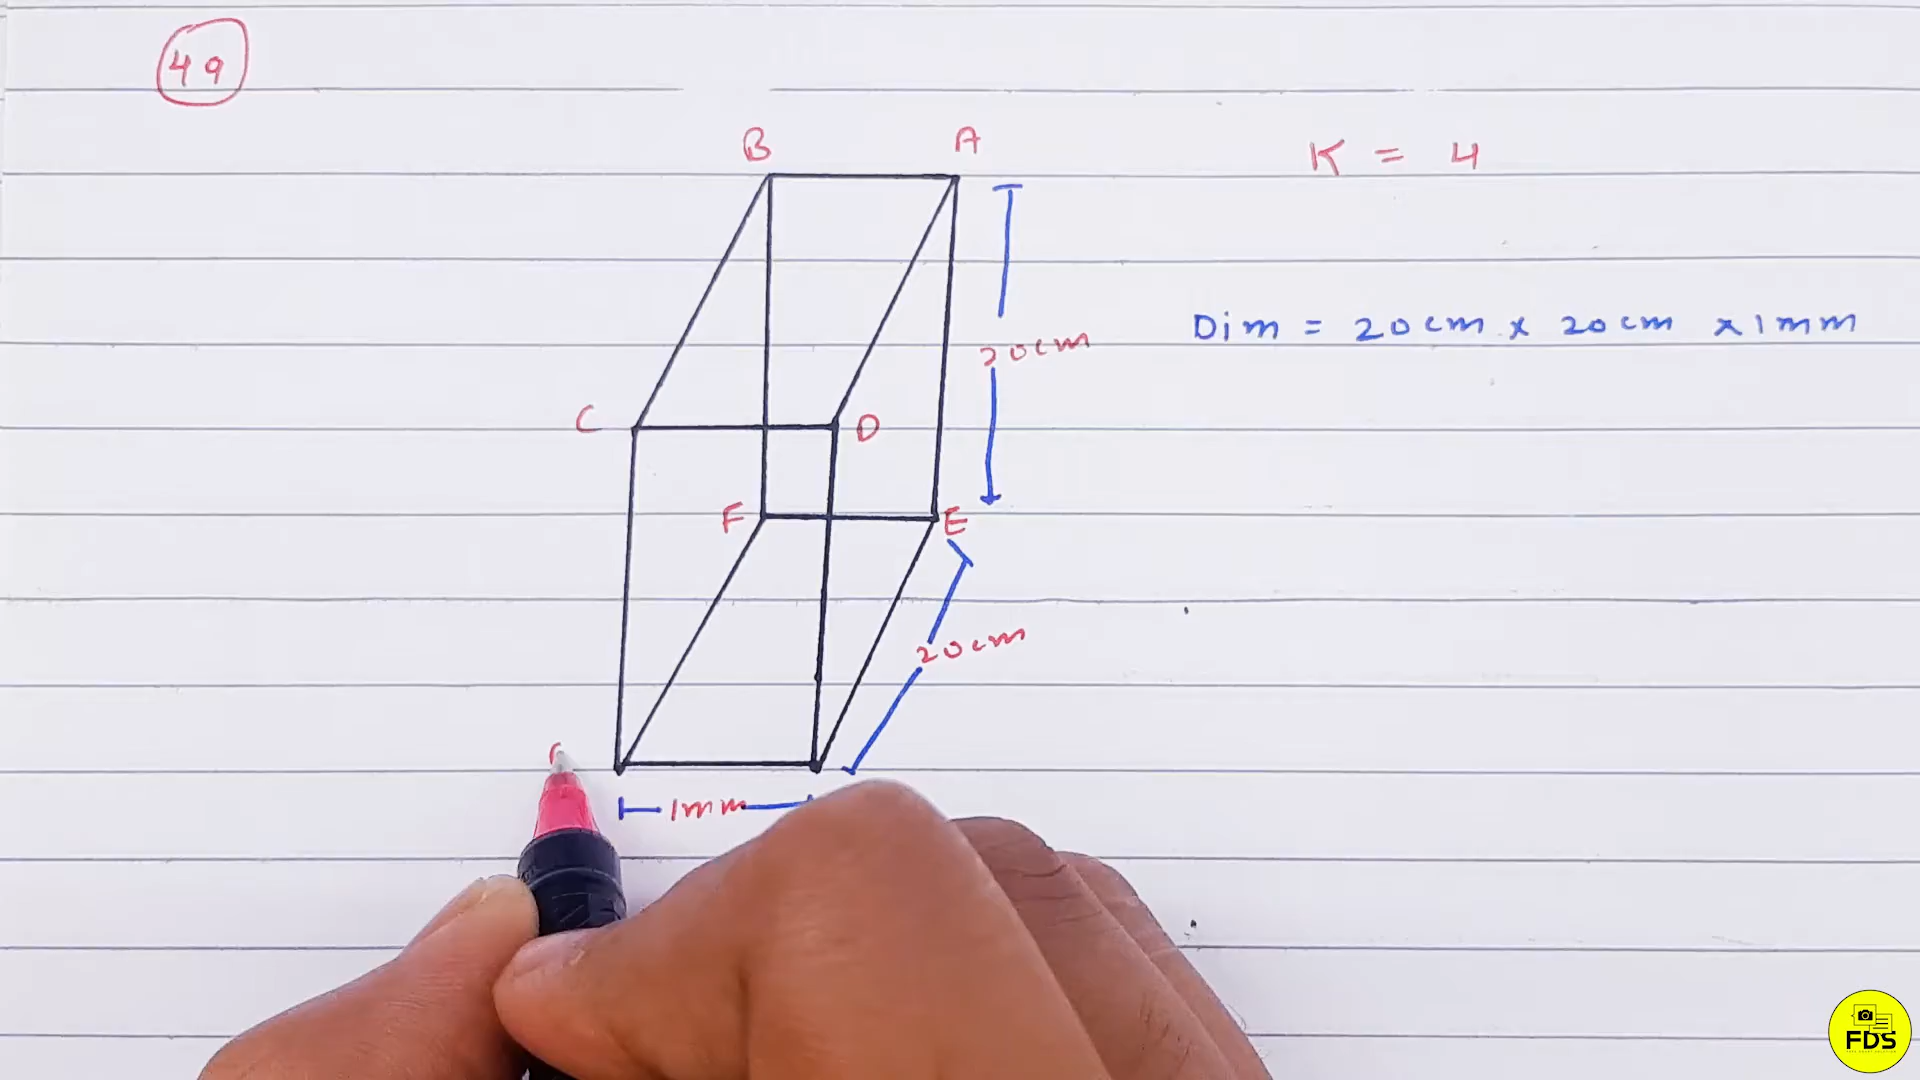 49
B A
K = 4
Dim = 20cm x 20cm x 1mm
20cm
C D
F E
20cm
1mm
FDS